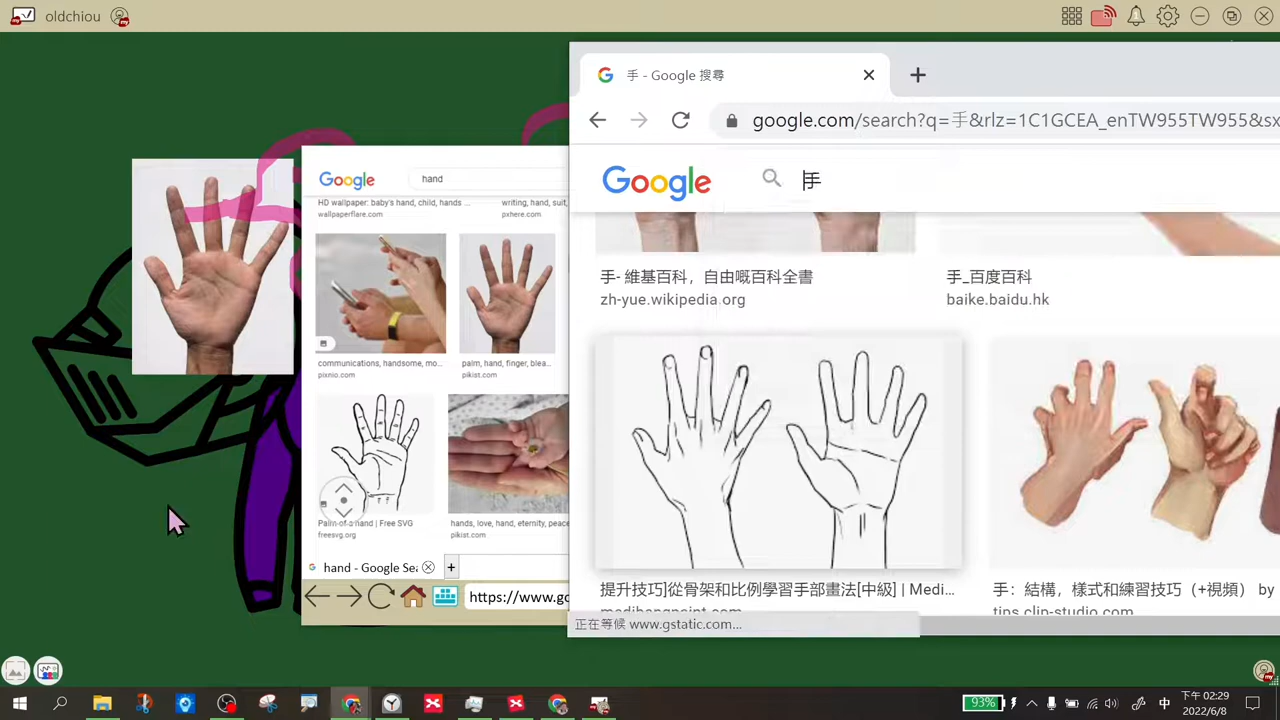 oldchiou
手 - Google 搜尋
google.com/search?q=手&rlz=1C1GCEA_enTW955TW955&sx
Google
手
Google
hand
HD wallpaper: baby's hand, child, hands ...
wallpaperflare.com
writing, hand, suit,
pxhere.com
手- 維基百科，自由嘅百科全書
zh-yue.wikipedia.org
手_百度百科
baike.baidu.hk
communications, handsome, mo...
pixnio.com
palm, hand, finger, blea...
pikist.com
Palm of a hand | Free SVG
freesvg.org
hands, love, hand, eternity, peace
pikist.com
提升技巧]從骨架和比例學習手部畫法[中級] | Medi...
medibangpaint.com
手：結構，樣式和練習技巧（+視頻）by
tips.clip-studio.com
hand - Google Sea
https://www.go
正在等候 www.gstatic.com...
93%
中
下午 02:29
2022/6/8